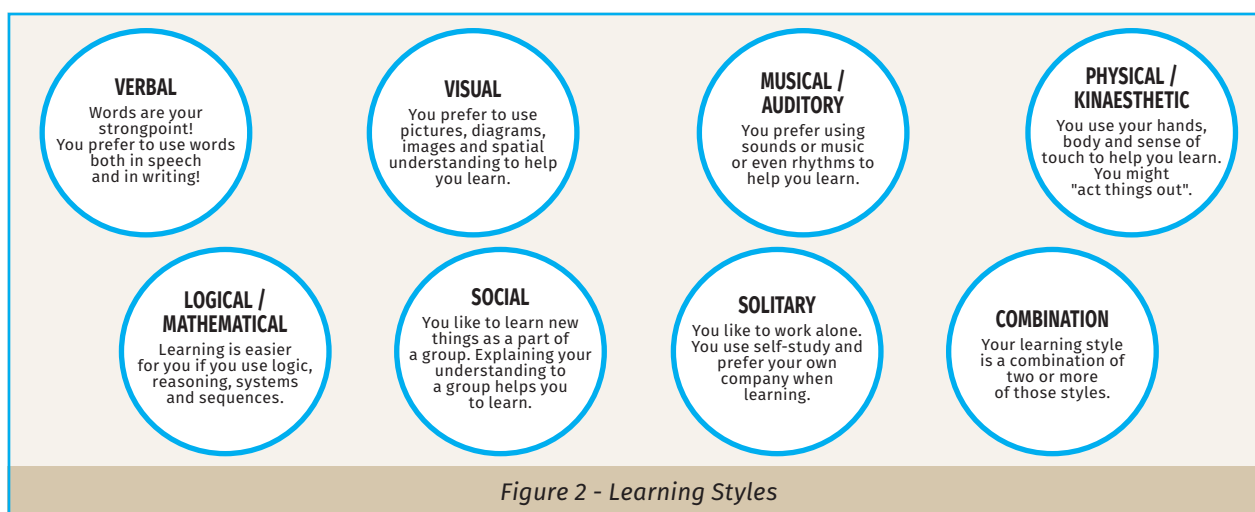 VERBAL
Words are your
strongpoint!
You prefer to use words
both in speech
and in writing!
VISUAL
You prefer to use
pictures, diagrams,
images and spatial
understanding to help
you learn.
MUSICAL /
AUDITORY
You prefer using
sounds or music
or even rhythms to
help you learn.
PHYSICAL /
KINAESTHETIC
You use your hands,
body and sense of
touch to help you learn.
You might
"act things out".
LOGICAL /
MATHEMATICAL
Learning is easier
for you if you use logic,
reasoning, systems
and sequences.
SOCIAL
You like to learn new
things as a part of
a group. Explaining your
understanding to
a group helps you
to learn.
SOLITARY
You like to work alone.
You use self-study and
prefer your own
company when
learning.
COMBINATION
Your learning style
is a combination of
two or more
of those styles.
Figure 2 - Learning Styles